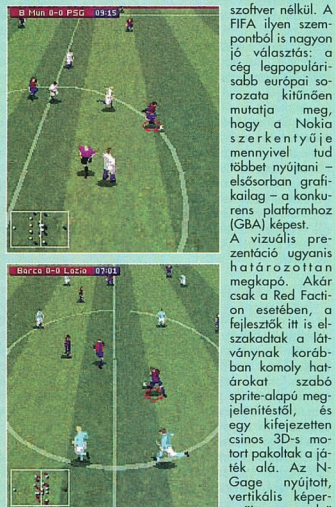 B Mun 0-0 PSG 09:15
Barca 0-0 Lazio 07:01
szoftver nélkül. A
FIFA ilyen szem-
pontból is nagyon
jó választás: a
cég legpopulári-
sabb európai so-
rozata kitűnően
mutatja meg,
hogy a Nokia
szerkentyűje
mennyivel tud
többet nyújtani –
elsősorban grafi-
kailag – a konku-
rens platformhoz
(GBA) képest.
A vizuális pre-
zentáció ugyanis
határozottan
megkapó. Akár
csak a Red Facti-
on esetében, a
fejlesztők itt is el-
szakadtak a lát-
ványnak koráb-
ban komoly hat-
árokat szabó
sprite-alapú meg-
jelenítéstől, és
egy kifejezetten
csinos 3D-s mo-
tort pakoltak a já-
ték alá. Az N-
Gage nyújtott,
vertikális képer-